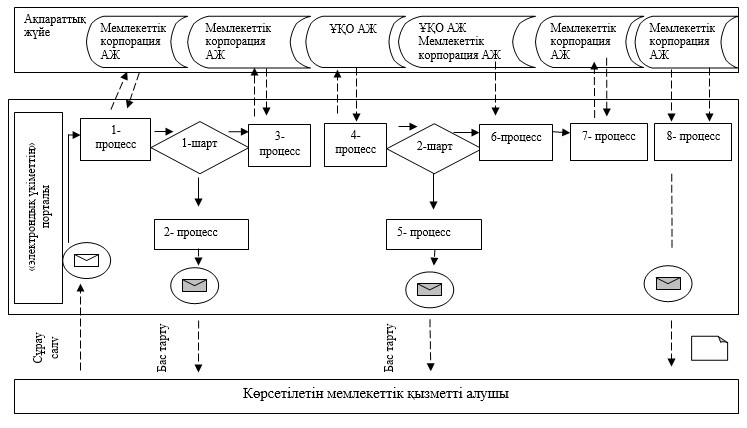 Ақпараттық
жүйе
Мемлекеттік
корпорация
АЖ
Мемлекеттік
корпорация
АЖ
ҰҚО АЖ
ҰҚО АЖ
Мемлекеттік
корпорация АЖ
Мемлекеттік
корпорация
АЖ
Мемлекеттік
корпорация
АЖ
«электрондық үкіметтің»
порталы
1-
процесс
1-шарт
3-
процесс
4-
процесс
2-шарт
6-процесс
7- процесс
8- процесс
2- процесс
5- процесс
Сұрау
салу
Бас тарту
Бас тарту
Көрсетілетін мемлекеттік қызметті алушы